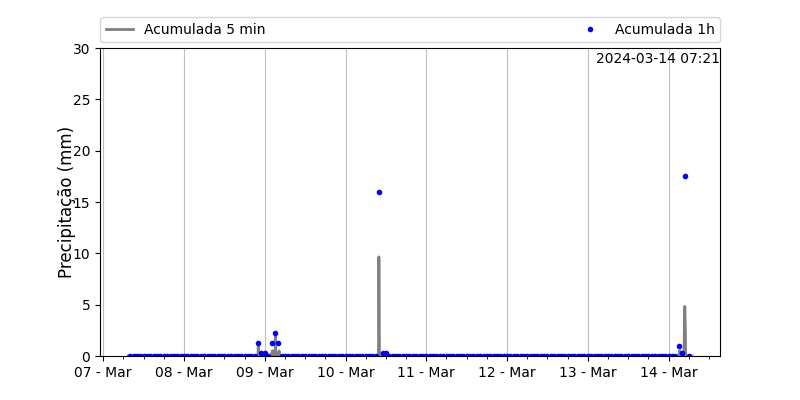 Acumulada 5 min
Acumulada 1h
2024-03-14 07:21
Precipitação (mm)
30
25
20
15
10
5
0
07 - Mar
08 - Mar
09 - Mar
10 - Mar
11 - Mar
12 - Mar
13 - Mar
14 - Mar